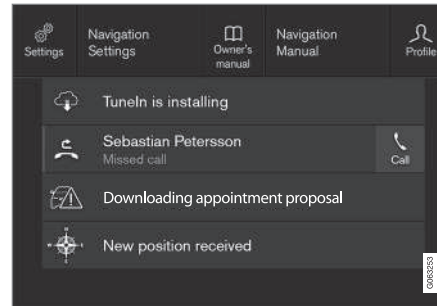 Settings
Navigation
Settings
Owner's
manual
Navigation
Manual
Profile
TuneIn is installing
Sebastian Petersson
Missed call
Call
Downloading appointment proposal
New position received
G063253